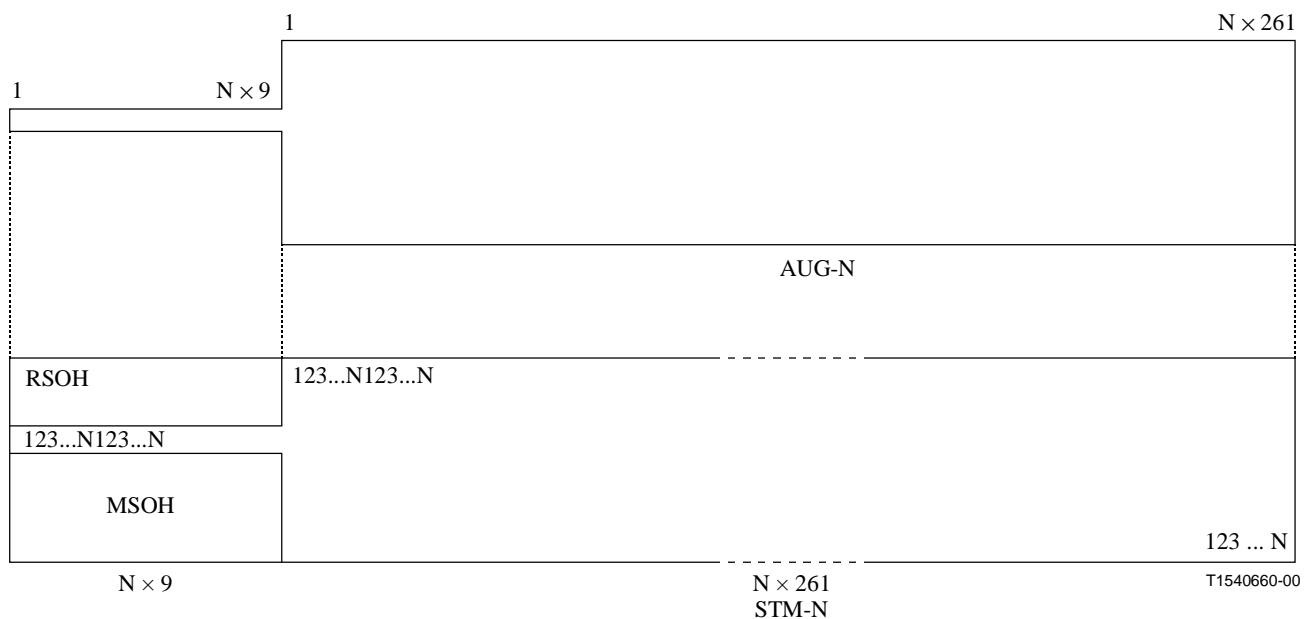 1
N × 261
1
N × 9
AUG-N
RSOH
123...N123...N
123...N123...N
MSOH
123 ... N
N × 9
N × 261
T1540660-00
STM-N